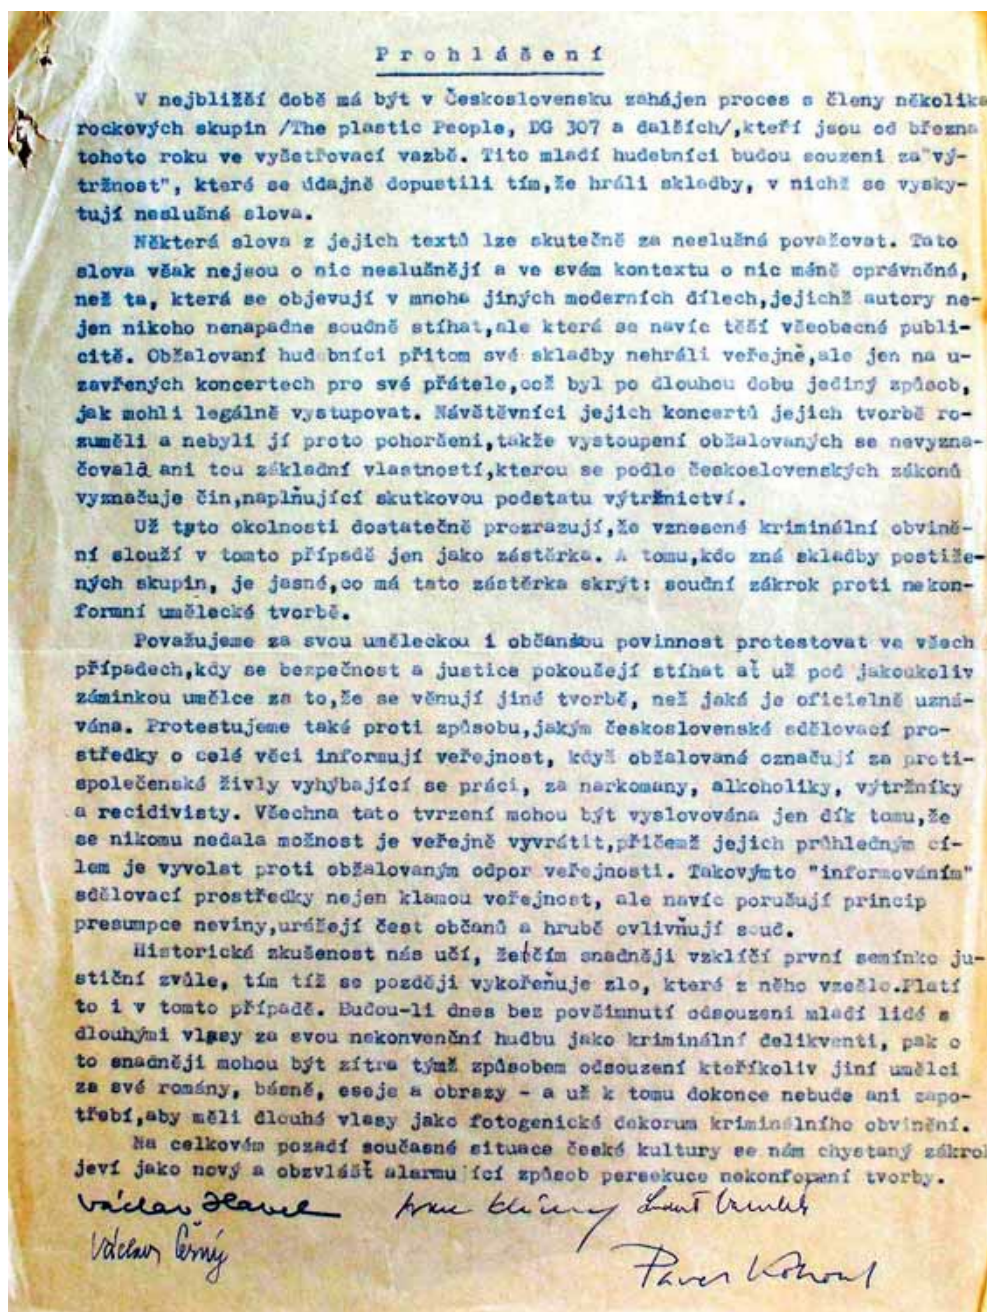 Prohlášení
V nejbližší době má být v Československu zahájen proces s členy několika
rockových skupin /The plastic People, DG 307 a dalších/,kteří jsou od března
tohoto roku ve vyšetřovací vazbě. Tito mladí hudebníci budou souzeni za"vý-
tržnost", které se údajně dopustili tím,že hráli skladby, v nichž se vysky-
tují neslušná slova.
Některá slova z jejich textů lze skutečně za neslušná považovat. Tato
slova však nejsou o nic neslušnější a ve svém kontextu o nic méně oprávněná,
než ta, která se objevují v mnoha jiných moderních dílech,jejichž autory ne-
jen nikoho nenapadne soudně stíhat,ale která se navíc těší všeobecné publi-
citě. Obžalovaní hud bníci přitom své skladby nehráli veřejně,ale jen na u-
zavřených koncertech pro své přátele,což byl po dlouhou dobu jediný způsob,
jak mohli legálně vystupovat. Návštěvníci jejich koncertů jejich tvorbě ro-
zuměli a nebyli jí proto pohoršeni,takže vystoupení obžalovaných se nevyzna-
čovala ani tou základní vlastností,kterou se podle československých zákonů
vyznačuje čin,naplňující skutkovou podstatu výtržnictví.
Už tyto okolnosti dostatečně prozrazují,že vznesené kriminální obvině-
ní slouží v tomto případě jen jako zástěrka. A tomu,kdo zná skladby postiže-
ných skupin, je jasné,co má tato zástěrka skrýt: soudní zákrok proti nekon-
formní umělecké tvorbě.
Považujeme za svou uměleckou i občanskou povinnost protestovat ve všech
případech,kdy se bezpečnost a justice pokoušejí stíhat ať už pod jakoukoliv
záminkou umělce za to,že se věnují jiné tvorbě, než jaká je oficielně uzná-
vána. Protestujeme také proti způsobu,jakým československé sdělovací pro-
středky o celé věci informují veřejnost, když obžalované označují za proti-
společenské živly vyhýbající se práci, za narkomany, alkoholiky, výtržníky
a recidivisty. Všechna tato tvrzení mohou být vyslovována jen dík tomu,že
se nikomu nedala možnost je veřejně vyvrátit,přičemž jejich průhledným cí-
lem je vyvolat proti obžalovaným odpor veřejnosti. Takovýmto "informováním"
sdělovací prostředky nejen klamou veřejnost, ale navíc porušují princip
presumpce neviny,urážejí čest občanů a hrubě ovlivňují soud.
Historická zkušenost nás učí, že čím snadněji vzklíčí první semínko ju-
stiční zvůle, tím tíž se později vykořeňuje zlo, které z něho vzešlo.Platí
to i v tomto případě. Budou-li dnes bez povšimnutí odsouzeni mladí lidé s
dlouhými vlasy za svou nekonvenční hudbu jako kriminální delikventi, pak o
to snadněji mohou být zítra týmž způsobem odsouzeni kteříkoliv jiní umělci
za své romány, básně, eseje a obrazy - a už k tomu dokonce nebude ani zapo-
třebí,aby měli dlouhé vlasy jako fotogenické dekorum kriminálního obvinění.
Na celkovém pozadí současné situace české kultury se nám chystaný zákrok
jeví jako nový a obzvlášť alarmující způsob persekuce nekonformní tvorby.
Václav Havel
Václav Černý
Pavel Kohout